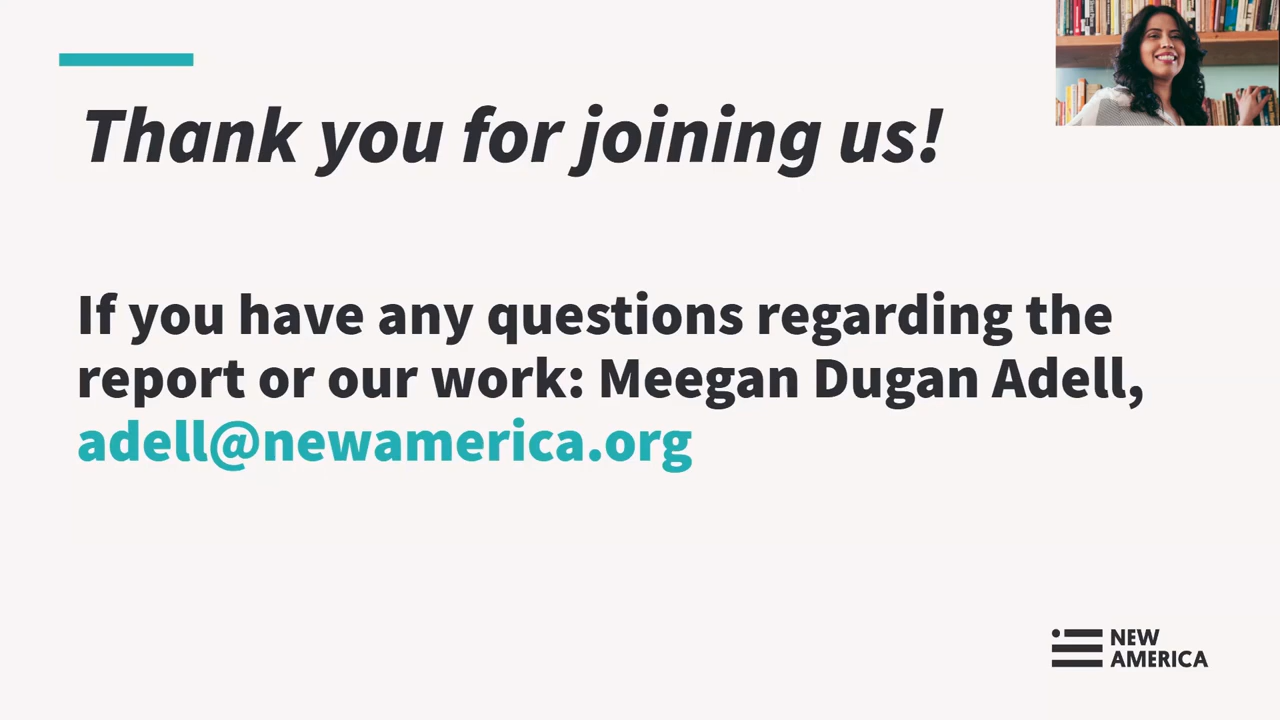 Thank you for joining us!
If you have any questions regarding the
report or our work: Meegan Dugan Adell,
adell@newamerica.org
NEW
AMERICA